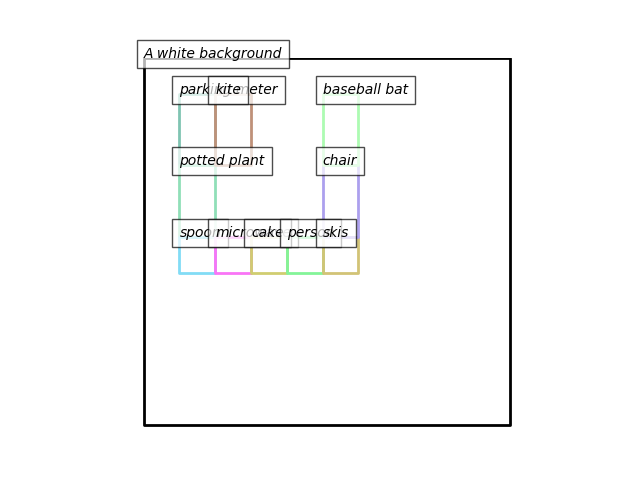 A white background
parking meter
kite
baseball bat
potted plant
chair
spoon
microwave
cake
person
skis